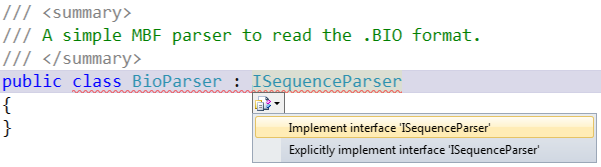 /// <summary>
/// A simple MBF parser to read the .BIO format.
/// </summary>
public class BioParser : ISequenceParser
{
}
Implement interface 'ISequenceParser'
Explicitly implement interface 'ISequenceParser'